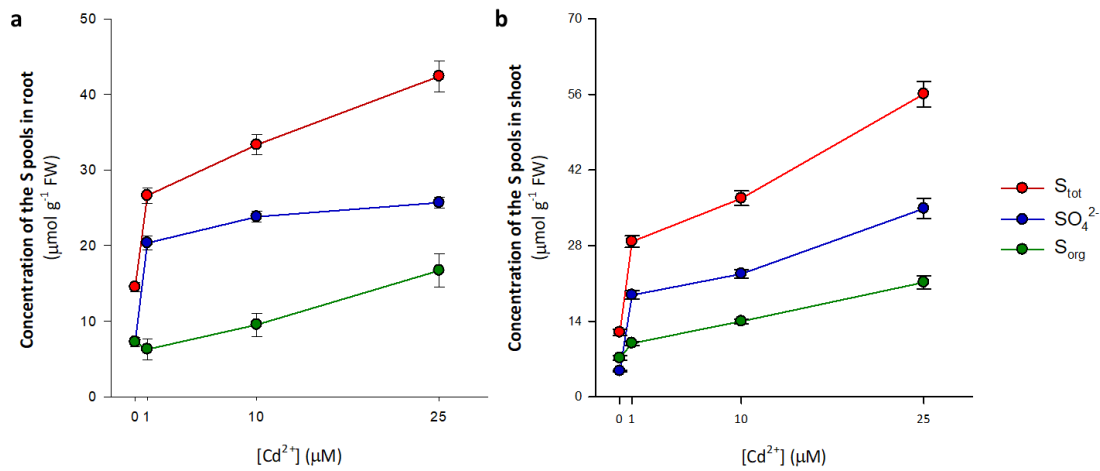 a
Concentration of the S pools in root
(μmol g⁻¹ FW)
50
40
30
20
10
0
0 1 10 25
[Cd²⁺] (μM)
b
Concentration of the S pools in shoot
(μmol g⁻¹ FW)
70
56
42
28
14
0
0 1 10 25
[Cd²⁺] (μM)
S_tot
SO₄²⁻
S_org